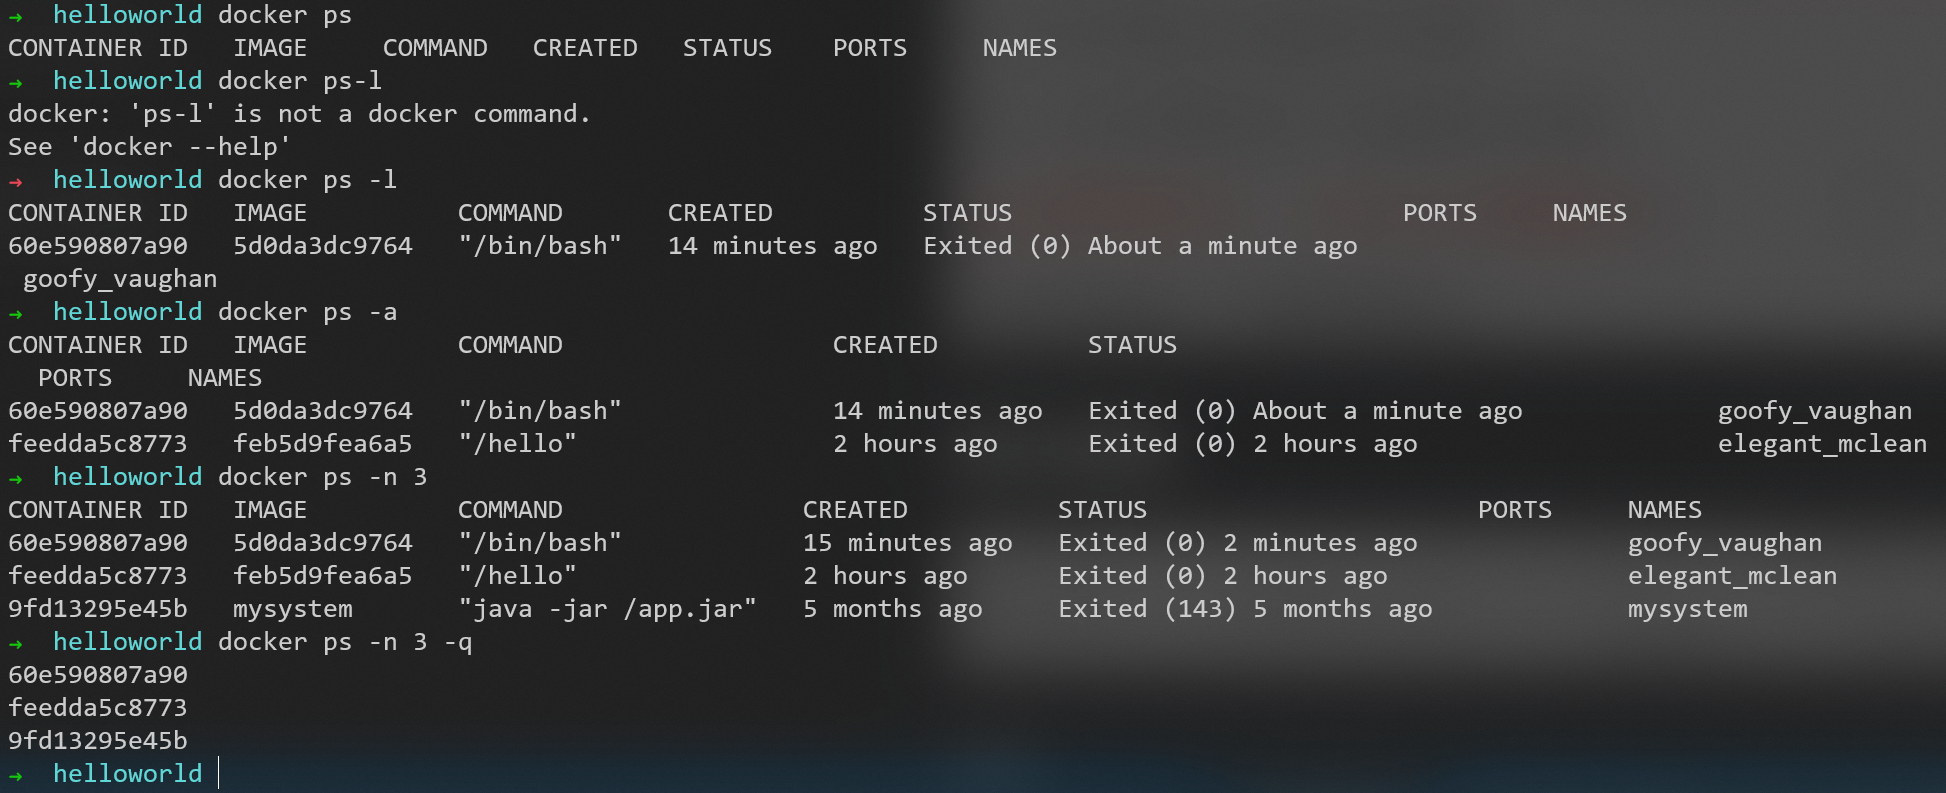 → helloworld docker ps
CONTAINER ID   IMAGE     COMMAND   CREATED   STATUS    PORTS     NAMES
→ helloworld docker ps-l
docker: 'ps-l' is not a docker command.
See 'docker --help'
→ helloworld docker ps -l
CONTAINER ID   IMAGE          COMMAND       CREATED          STATUS                          PORTS     NAMES
60e590807a90   5d0da3dc9764   "/bin/bash"   14 minutes ago   Exited (0) About a minute ago
 goofy_vaughan
→ helloworld docker ps -a
CONTAINER ID   IMAGE          COMMAND                  CREATED          STATUS
  PORTS     NAMES
60e590807a90   5d0da3dc9764   "/bin/bash"              14 minutes ago   Exited (0) About a minute ago             goofy_vaughan
feedda5c8773   feb5d9fea6a5   "/hello"                 2 hours ago      Exited (0) 2 hours ago                    elegant_mclean
→ helloworld docker ps -n 3
CONTAINER ID   IMAGE          COMMAND                CREATED          STATUS                      PORTS     NAMES
60e590807a90   5d0da3dc9764   "/bin/bash"            15 minutes ago   Exited (0) 2 minutes ago              goofy_vaughan
feedda5c8773   feb5d9fea6a5   "/hello"               2 hours ago      Exited (0) 2 hours ago                elegant_mclean
9fd13295e45b   mysystem       "java -jar /app.jar"   5 months ago     Exited (143) 5 months ago             mysystem
→ helloworld docker ps -n 3 -q
60e590807a90
feedda5c8773
9fd13295e45b
→ helloworld